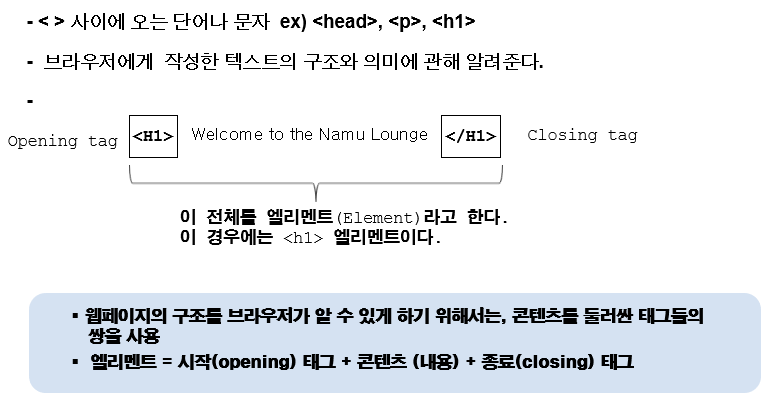 - < > 사이에 오는 단어나 문자 ex) <head>, <p>, <h1>
- 브라우저에게 작성한 텍스트의 구조와 의미에 관해 알려준다.
-
Opening tag <H1> Welcome to the Namu Lounge </H1> Closing tag
이 전체를 엘리멘트(Element)라고 한다.
이 경우에는 <h1> 엘리멘트이다.
▪ 웹페이지의 구조를 브라우저가 알 수 있게 하기 위해서는, 콘텐츠를 둘러싼 태그들의
쌍을 사용
▪ 엘리멘트 = 시작(opening) 태그 + 콘텐츠 (내용) + 종료(closing) 태그